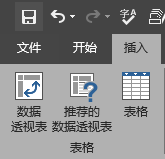 字
文件 开始 插入
数据 推荐的 表格
透视表 数据透视表
表格